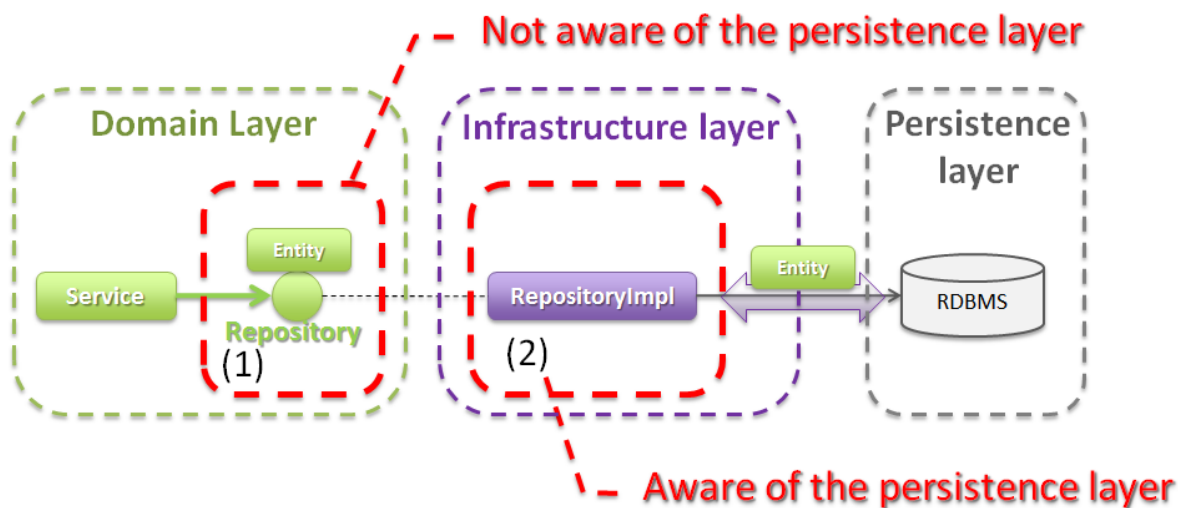 Not aware of the persistence layer
Domain Layer
Infrastructure layer
Persistence
layer
Entity
Entity
Service
RepositoryImpl
RDBMS
Repository
(1)
(2)
Aware of the persistence layer